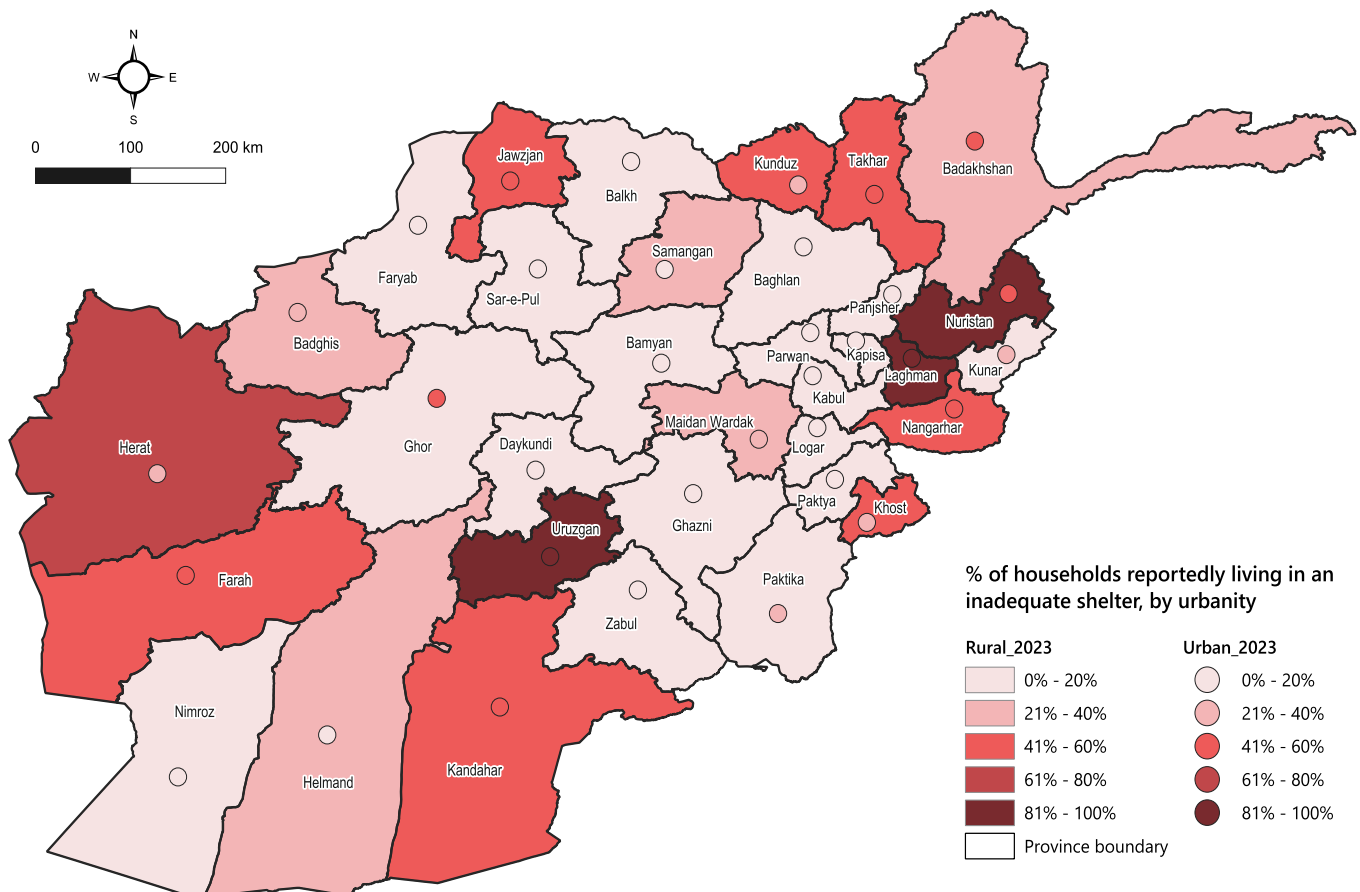 N
W E
S
0 100 200 km
Jawzjan
Kunduz
Takhar
Badakhshan
Balkh
Samangan
Faryab
Sar-e-Pul
Baghlan
Panjsher
Nuristan
Badghis
Bamyan
Parwan
Kapisa
Laghman
Kunar
Kabul
Maidan Wardak
Nangarhar
Herat
Ghor
Daykundi
Logar
Paktya
Khost
Uruzgan
Ghazni
Farah
Paktika
Zabul
Nimroz
Helmand
Kandahar
% of households reportedly living in an
inadequate shelter, by urbanity
Rural_2023 Urban_2023
0% - 20% 0% - 20%
21% - 40% 21% - 40%
41% - 60% 41% - 60%
61% - 80% 61% - 80%
81% - 100% 81% - 100%
Province boundary